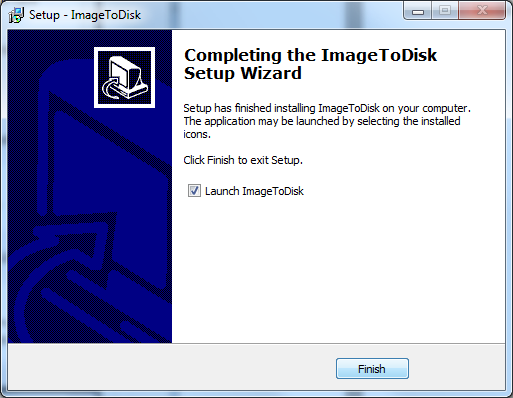 Setup - ImageToDisk
Completing the ImageToDisk
Setup Wizard
Setup has finished installing ImageToDisk on your computer.
The application may be launched by selecting the installed
icons.
Click Finish to exit Setup.
Launch ImageToDisk
Finish